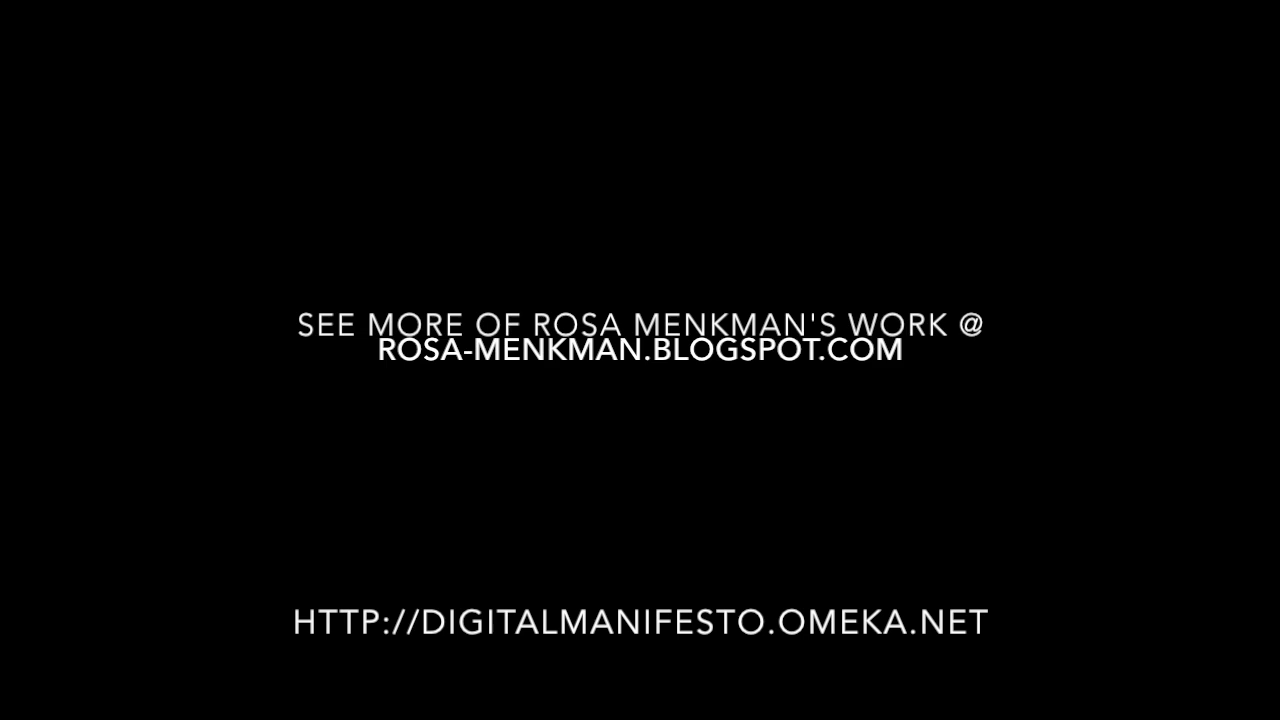 SEE MORE OF ROSA MENKMAN'S WORK @
ROSA-MENKMAN.BLOGSPOT.COM
HTTP://DIGITALMANIFESTO.OMEKA.NET